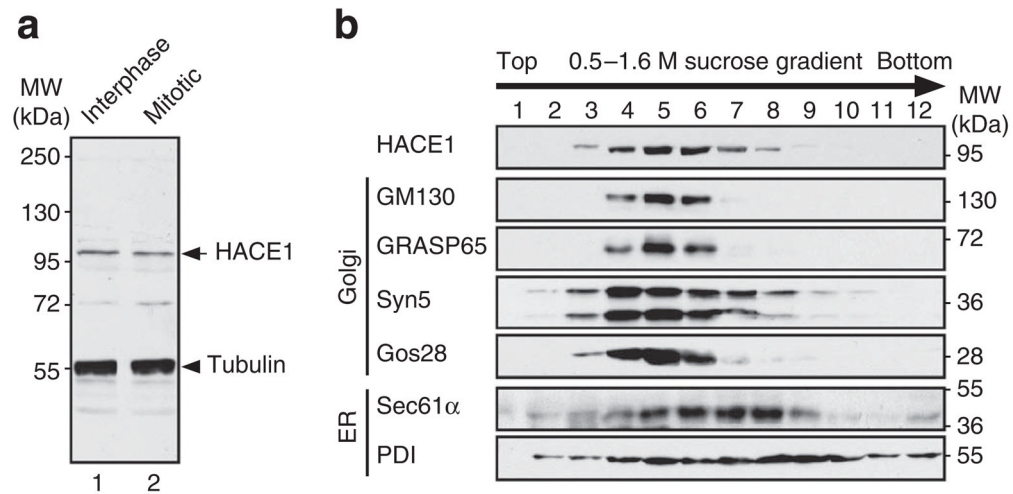 a
MW
(kDa)
Interphase
Mitotic
250
130
95
72
55
HACE1
Tubulin
1 2
b
Top 0.5–1.6 M sucrose gradient Bottom
1 2 3 4 5 6 7 8 9 10 11 12
MW
(kDa)
HACE1 95
Golgi
GM130 130
GRASP65 72
Syn5 36
Gos28 28
ER
Sec61α 55
36
PDI 55